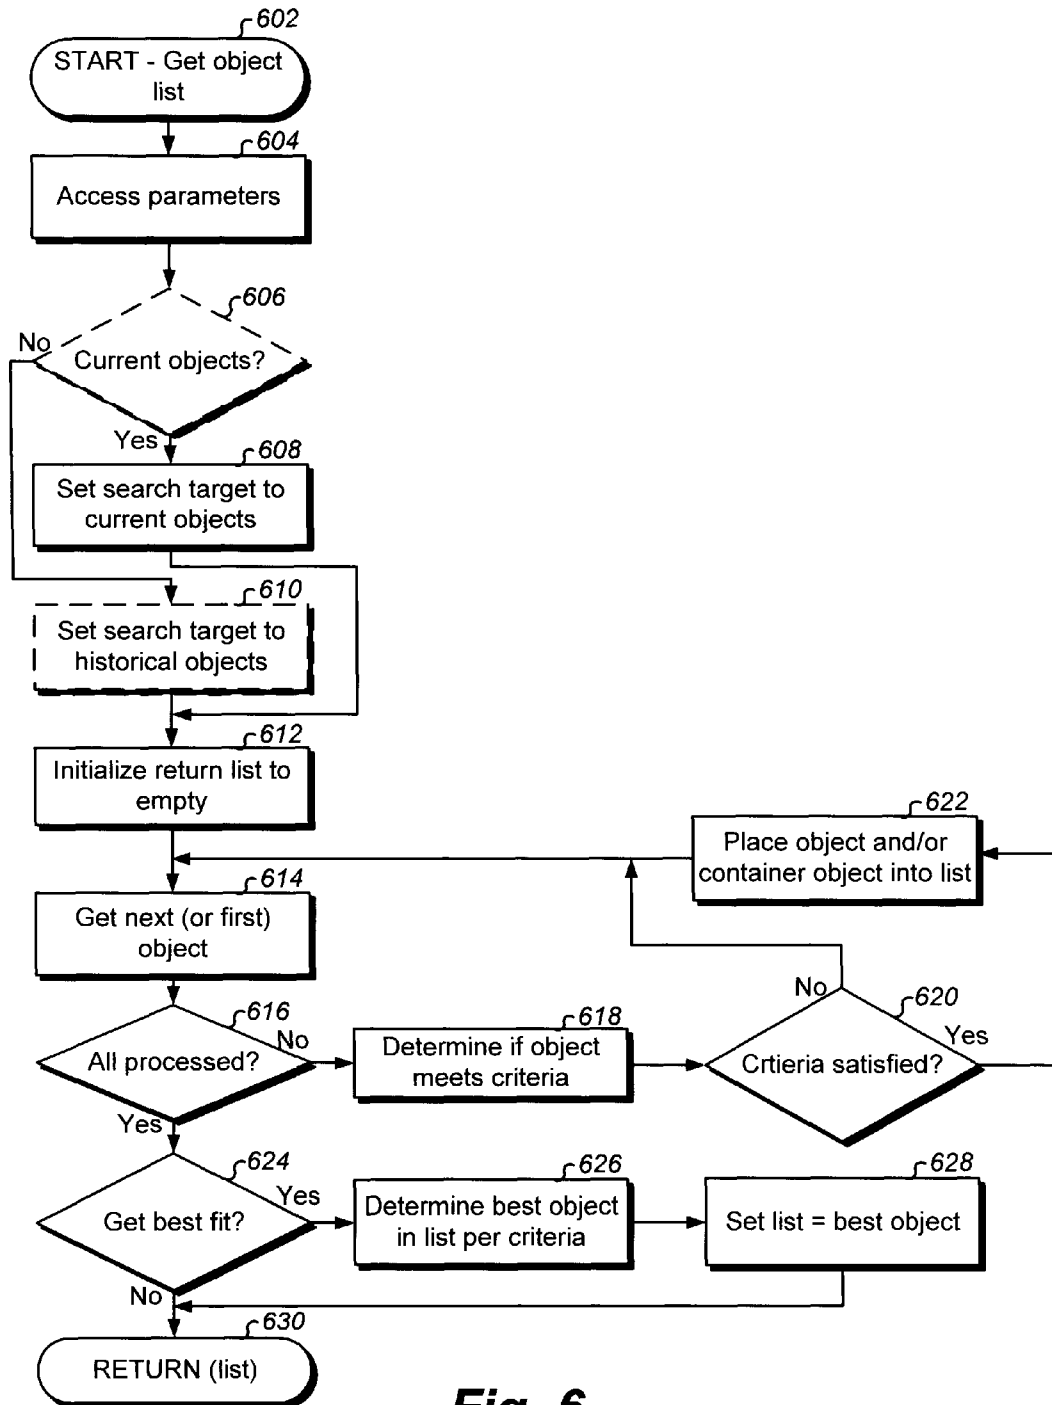 602
START - Get object
list
604
Access parameters
606
No
Current objects?
Yes
608
Set search target to
current objects
610
Set search target to
historical objects
612
Initialize return list to
empty
622
Place object and/or
container object into list
614
Get next (or first)
object
616
No
All processed?
Yes
618
Determine if object
meets criteria
No
620
Yes
Crtieria satisfied?
624
Yes
Get best fit?
No
626
Determine best object
in list per criteria
628
Set list = best object
630
RETURN (list)
Fig. 6